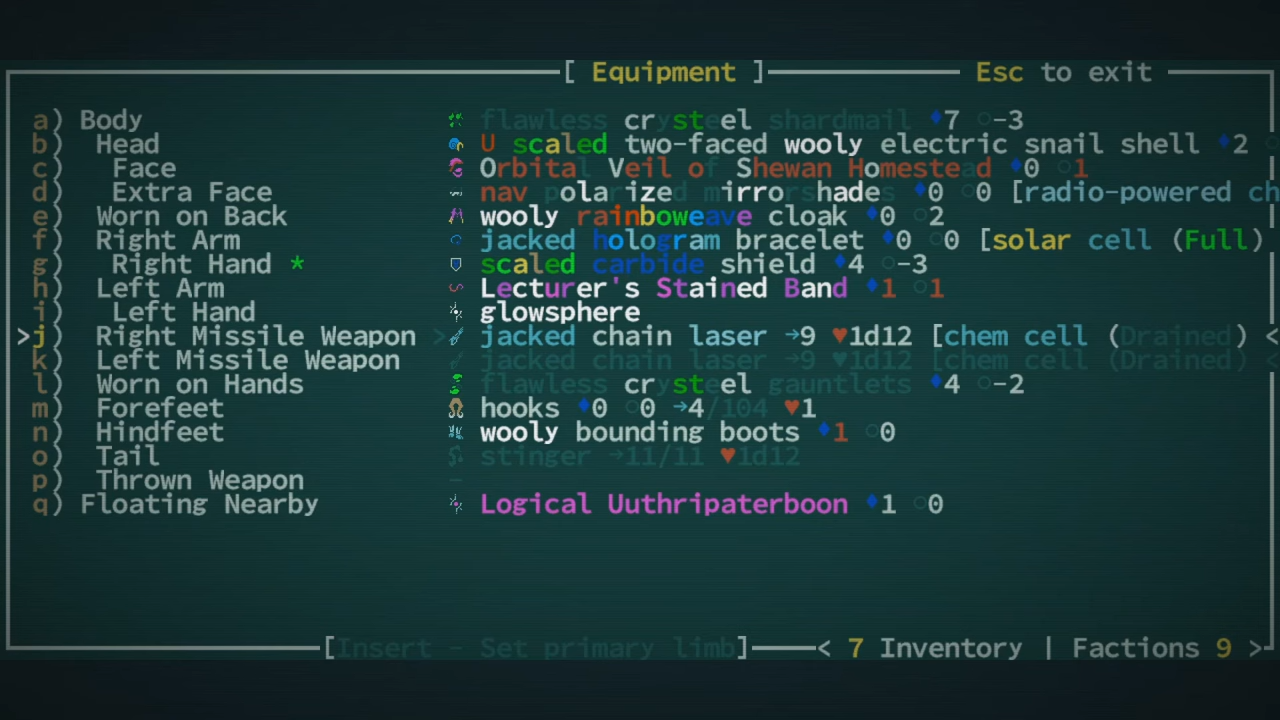 [ Equipment ] Esc to exit
a) Body flawless crysteel shardmail ♦7 ○-3
b) Head U scaled two-faced wooly electric snail shell ♦2 ○
c) Face Orbital Veil of Shewan Homestead ♦0 ○1
d) Extra Face nav polarized mirrorshades ♦0 ○0 [radio-powered ch
e) Worn on Back wooly rainboweave cloak ♦0 ○2
f) Right Arm jacked hologram bracelet ♦0 ○0 [solar cell (Full)
g) Right Hand * scaled carbide shield ♦4 ○-3
h) Left Arm Lecturer's Stained Band ♦1 ○1
i) Left Hand glowsphere
>j) Right Missile Weapon > jacked chain laser →9 ♥1d12 [chem cell (Drained) <
k) Left Missile Weapon jacked chain laser →9 ♥1d12 [chem cell (Drained)
l) Worn on Hands flawless crysteel gauntlets ♦4 ○-2
m) Forefeet hooks ♦0 ○0 →4/104 ♥1
n) Hindfeet wooly bounding boots ♦1 ○0
o) Tail stinger →11/11 ♥1d12
p) Thrown Weapon -
q) Floating Nearby Logical Uuthripaterboon ♦1 ○0
[Insert - Set primary limb] < 7 Inventory | Factions 9 >